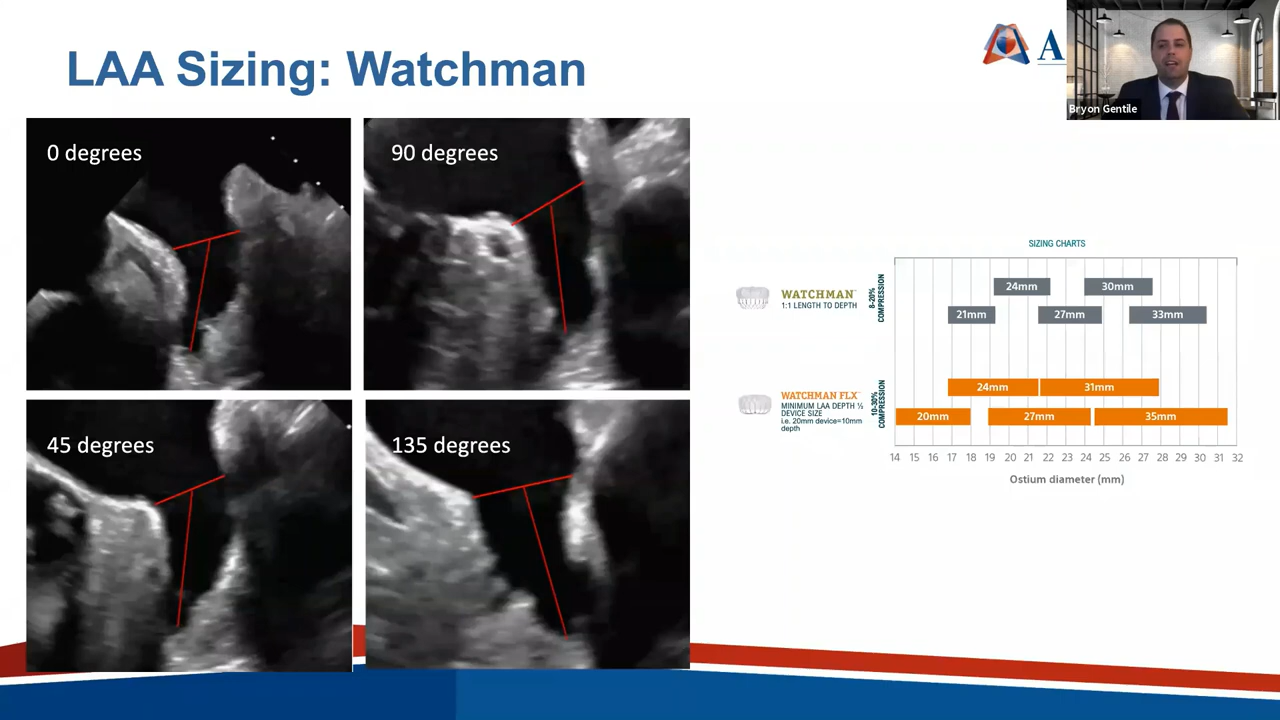 LAA Sizing: Watchman
A
Bryon Gentile
0 degrees
90 degrees
45 degrees
135 degrees
SIZING CHARTS
WATCHMAN™
1:1 LENGTH TO DEPTH
8-20%
COMPRESSION
24mm
30mm
21mm
27mm
33mm
WATCHMAN FLX™
MINIMUM LAA DEPTH ½
DEVICE SIZE
i.e. 20mm device=10mm
depth
10-30%
COMPRESSION
24mm
31mm
20mm
27mm
35mm
14 15 16 17 18 19 20 21 22 23 24 25 26 27 28 29 30 31 32
Ostium diameter (mm)